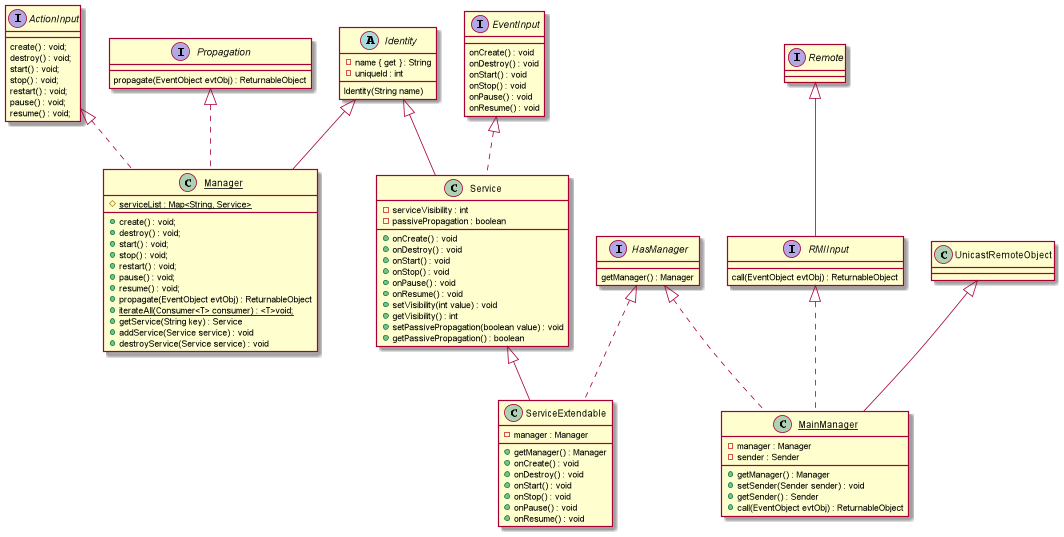 I ActionInput
create() : void;
destroy() : void;
start() : void;
stop() : void;
restart() : void;
pause() : void;
resume() : void;
I Propagation
propagate(EventObject evtObj) : ReturnableObject
A Identity
name { get } : String
uniqueId : int
Identity(String name)
I EventInput
onCreate() : void
onDestroy() : void
onStart() : void
onStop() : void
onPause() : void
onResume() : void
I Remote
C Manager
serviceList : Map<String, Service>
create() : void;
destroy() : void;
start() : void;
stop() : void;
restart() : void;
pause() : void;
resume() : void;
propagate(EventObject evtObj) : ReturnableObject
iterateAll(Consumer<T> consumer) : <T>void;
getService(String key) : Service
addService(Service service) : void
destroyService(Service service) : void
C Service
serviceVisibility : int
passivePropagation : boolean
onCreate() : void
onDestroy() : void
onStart() : void
onStop() : void
onPause() : void
onResume() : void
setVisibility(int value) : void
getVisibility() : int
setPassivePropagation(boolean value) : void
getPassivePropagation() : boolean
I HasManager
getManager() : Manager
I RMIInput
call(EventObject evtObj) : ReturnableObject
C UnicastRemoteObject
C ServiceExtendable
manager : Manager
getManager() : Manager
onCreate() : void
onDestroy() : void
onStart() : void
onStop() : void
onPause() : void
onResume() : void
C MainManager
manager : Manager
sender : Sender
getManager() : Manager
setSender(Sender sender) : void
getSender() : Sender
call(EventObject evtObj) : ReturnableObject